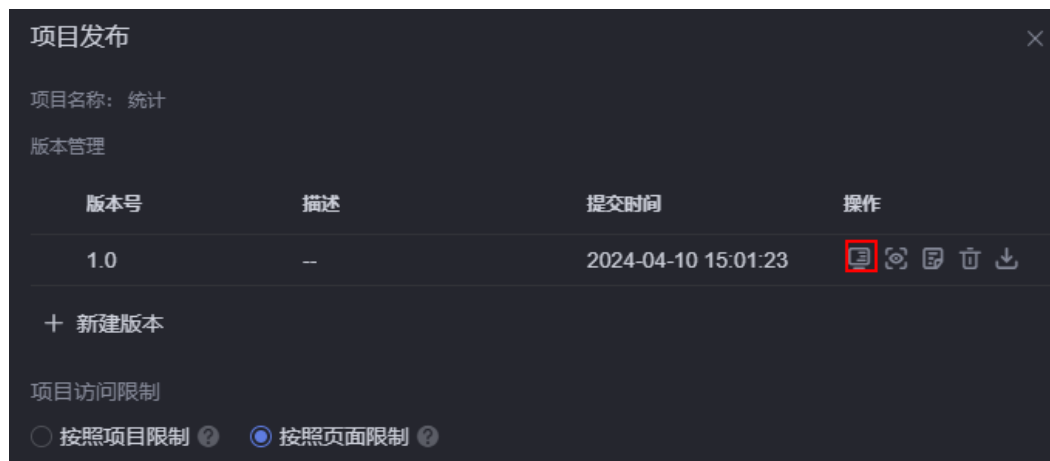 项目发布
项目名称：统计
版本管理
版本号 描述 提交时间 操作
1.0 -- 2024-04-10 15:01:23
新建版本
项目访问限制
按照项目限制 ? 按照页面限制 ?